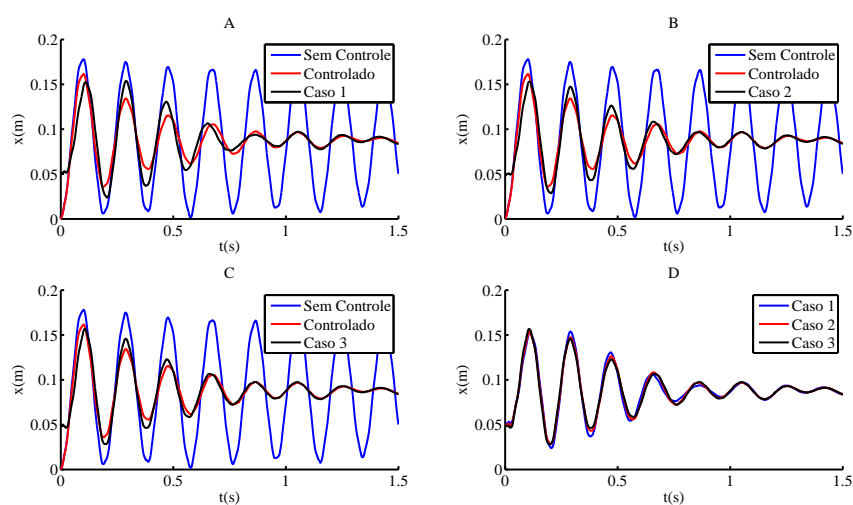 A
0.2
0.15
0.1
0.05
0
x(m)
0
0.5
1
1.5
t(s)
Sem Controle
Controlado
Caso 1
B
0.2
0.15
0.1
0.05
0
x(m)
0
0.5
1
1.5
t(s)
Sem Controle
Controlado
Caso 2
C
0.2
0.15
0.1
0.05
0
x(m)
0
0.5
1
1.5
t(s)
Sem Controle
Controlado
Caso 3
D
0.2
0.15
0.1
0.05
0
x(m)
0
0.5
1
1.5
t(s)
Caso 1
Caso 2
Caso 3